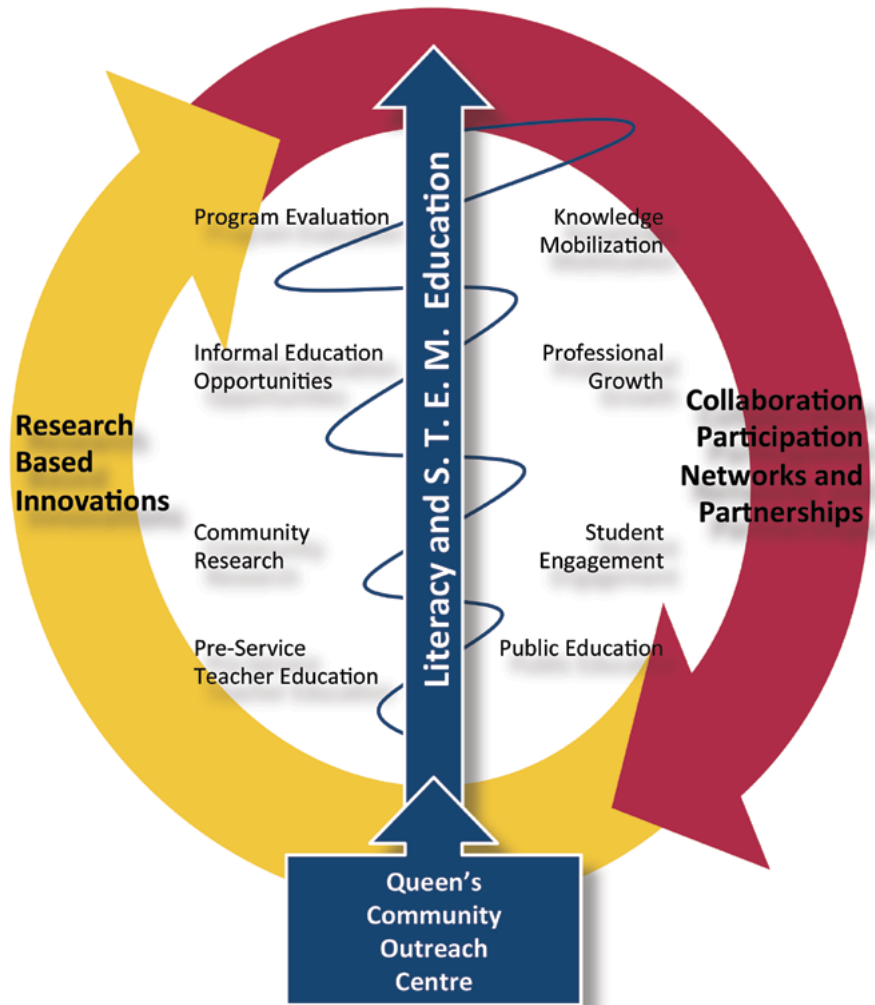 Program Evaluation
Knowledge
Mobilization
Informal Education
Opportunities
Professional
Growth
Research
Based
Innovations
Literacy and S. T. E. M. Education
Collaboration
Participation
Networks and
Partnerships
Community
Research
Student
Engagement
Pre-Service
Teacher Education
Public Education
Queen's
Community
Outreach
Centre